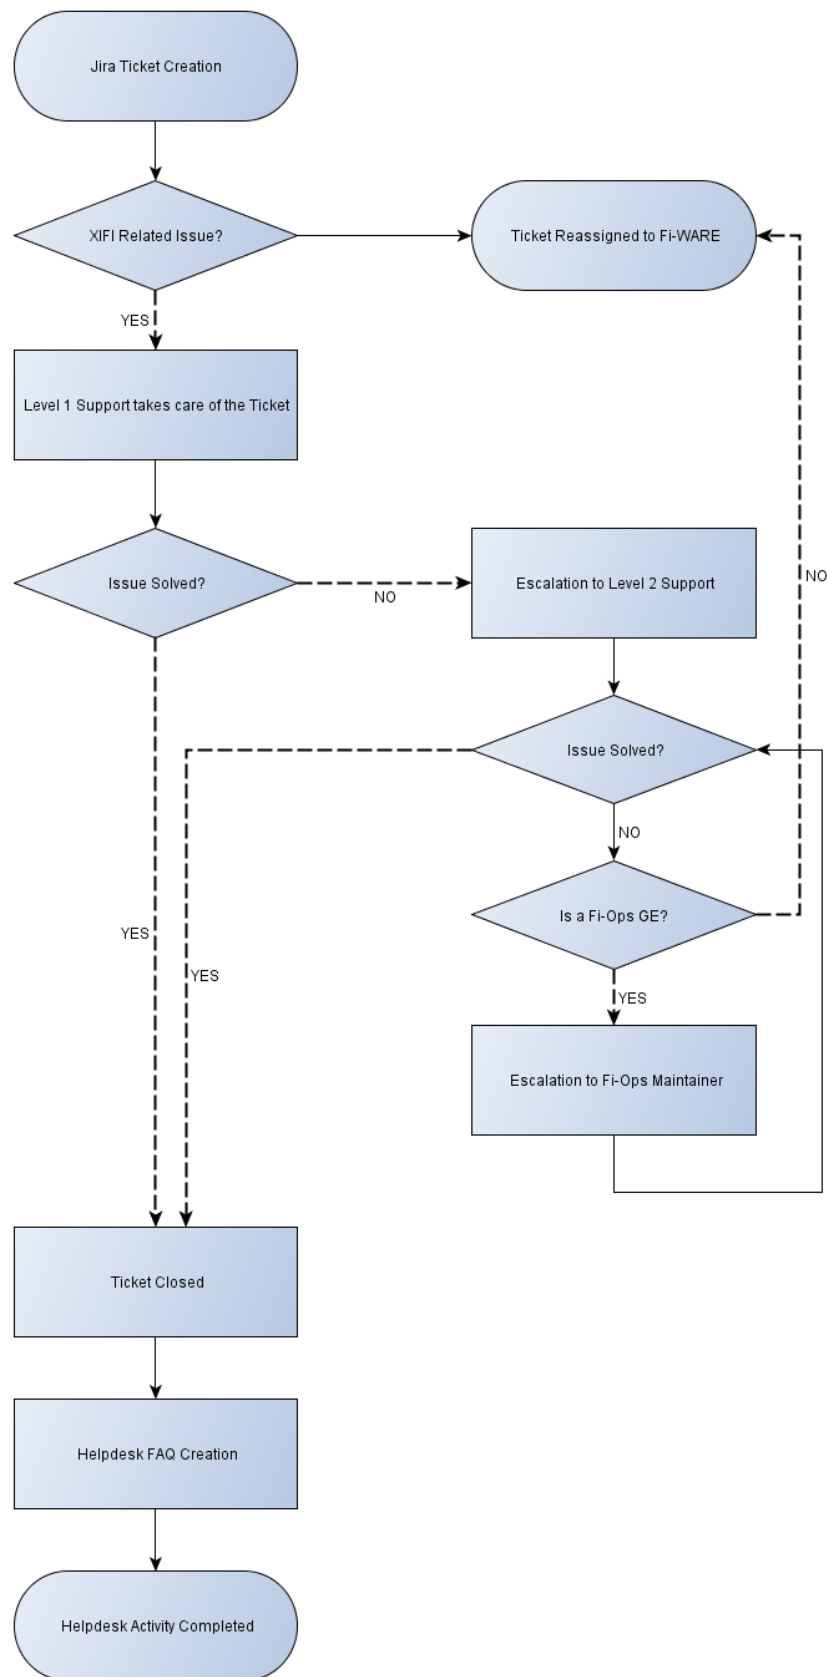 Jira Ticket Creation
XIFI Related Issue?
Ticket Reassigned to Fi-WARE
YES
Level 1 Support takes care of the Ticket
Issue Solved?
NO
Escalation to Level 2 Support
NO
Issue Solved?
NO
Is a Fi-Ops GE?
YES
YES
YES
Escalation to Fi-Ops Maintainer
Ticket Closed
Helpdesk FAQ Creation
Helpdesk Activity Completed